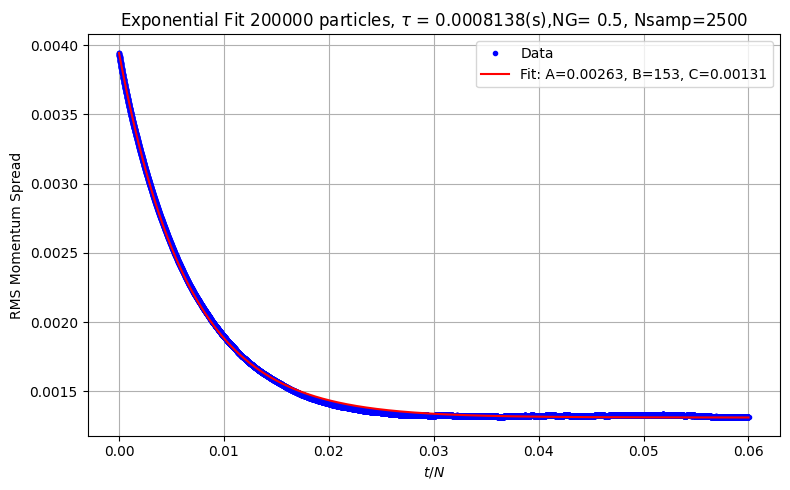 Exponential Fit 200000 particles, τ = 0.0008138(s),NG= 0.5, Nsamp=2500
0.0040
Data
Fit: A=0.00263, B=153, C=0.00131
0.0035
0.0030
RMS Momentum Spread
0.0025
0.0020
0.0015
0.00 0.01 0.02 0.03 0.04 0.05 0.06
t/N